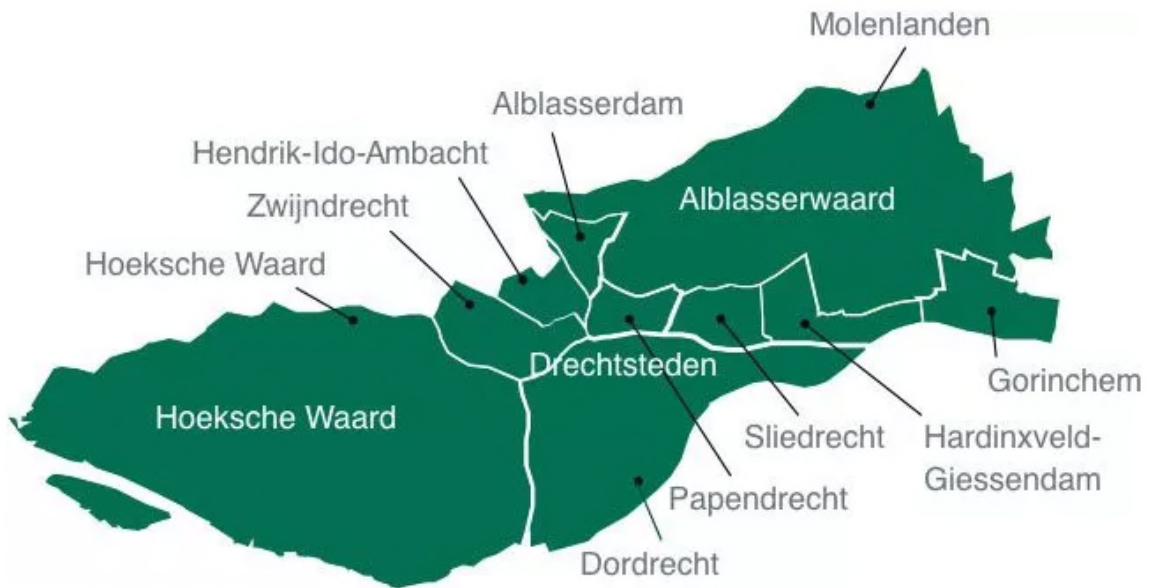 Molenlanden
Alblasserdam
Hendrik-Ido-Ambacht
Alblasserwaard
Zwijndrecht
Hoeksche Waard
Drechtsteden
Gorinchem
Hoeksche Waard
Sliedrecht
Hardinxveld-
Giessendam
Papendrecht
Dordrecht